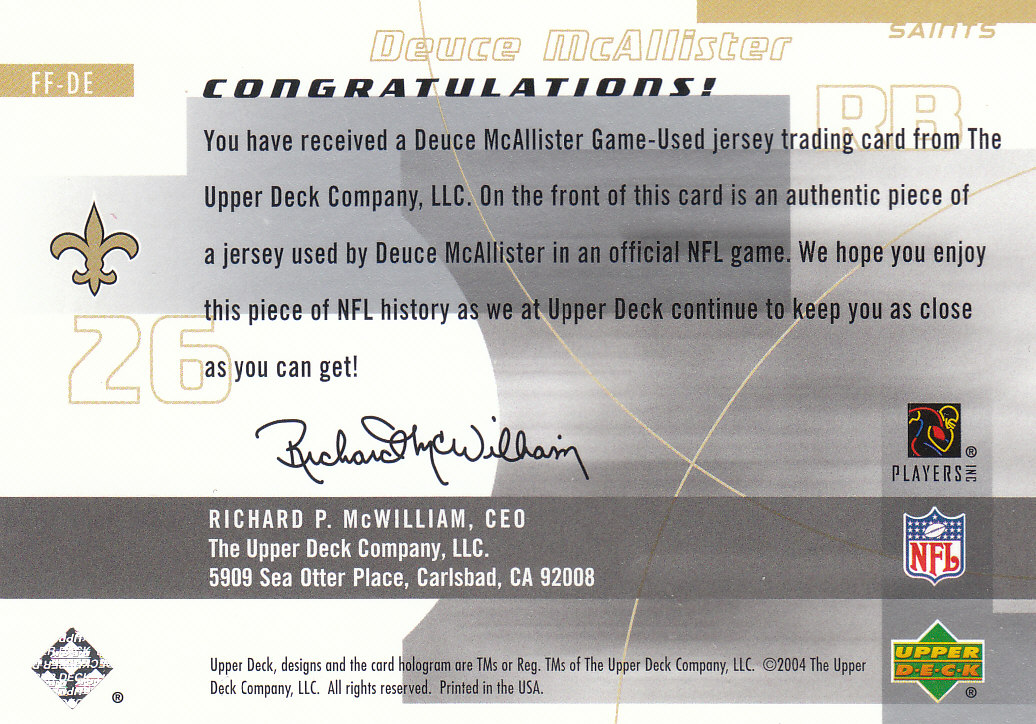 SAINTS
Deuce McAllister
FF-DE
CONGRATULATIONS!
RB
You have received a Deuce McAllister Game-Used jersey trading card from The
Upper Deck Company, LLC. On the front of this card is an authentic piece of
a jersey used by Deuce McAllister in an official NFL game. We hope you enjoy
this piece of NFL history as we at Upper Deck continue to keep you as close
26
as you can get!
Richard McWilliam
PLAYERS INC ®
RICHARD P. McWILLIAM, CEO
The Upper Deck Company, LLC.
5909 Sea Otter Place, Carlsbad, CA 92008
NFL
UPPER
D·E·C·K
®
®
Upper Deck, designs and the card hologram are TMs or Reg. TMs of The Upper Deck Company, LLC. ©2004 The Upper
Deck Company, LLC. All rights reserved. Printed in the USA.